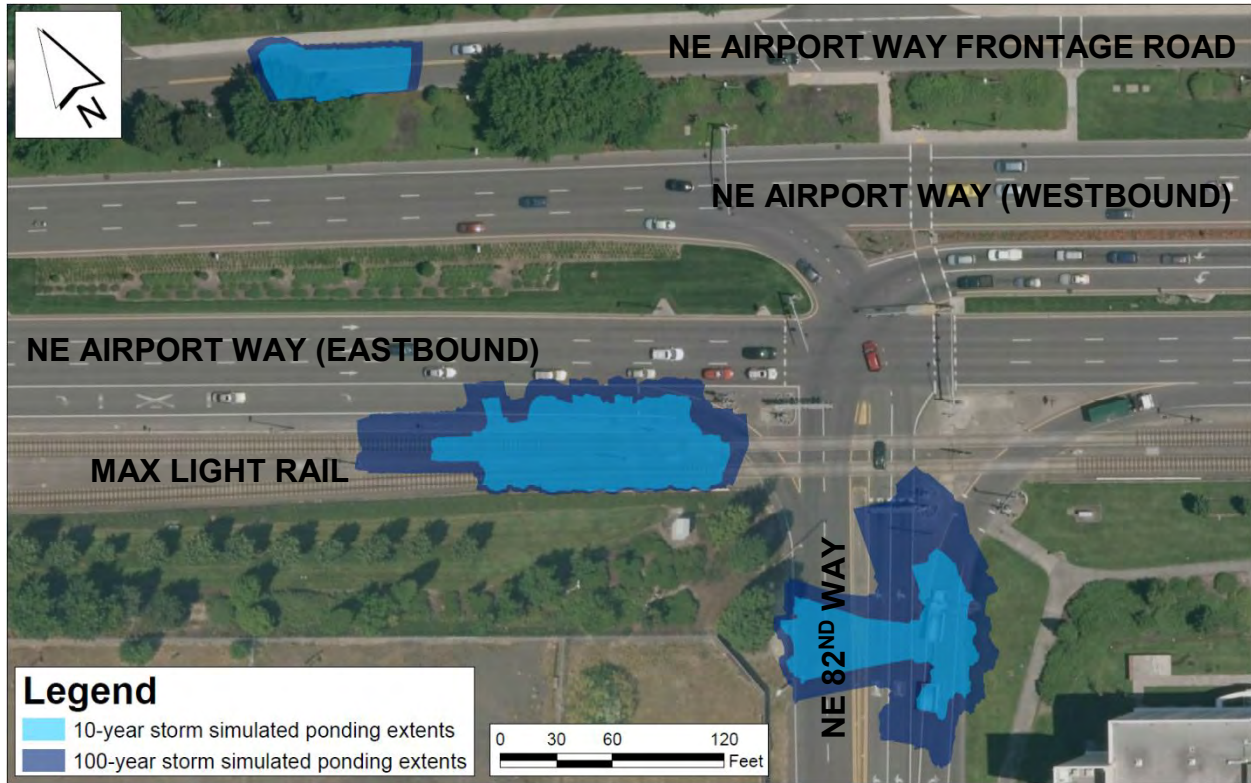 NE AIRPORT WAY FRONTAGE ROAD
N
NE AIRPORT WAY (WESTBOUND)
NE AIRPORT WAY (EASTBOUND)
MAX LIGHT RAIL
NE 82ND WAY
Legend
10-year storm simulated ponding extents
100-year storm simulated ponding extents
0 30 60 120
Feet